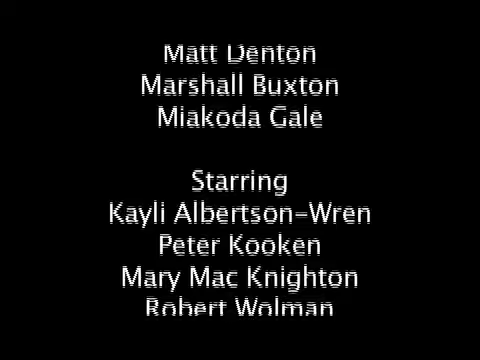 Matt Denton
Marshall Buxton
Miakoda Gale
Starring
Kayli Albertson-Wren
Peter Kooken
Mary Mac Knighton
Robert Wolman